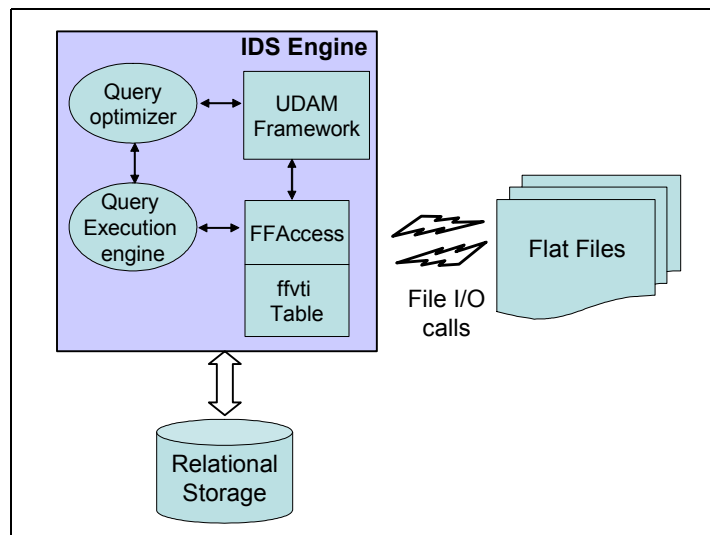 IDS Engine
Query
optimizer
UDAM
Framework
Query
Execution
engine
FFAccess
ffvti
Table
File I/O
calls
Flat Files
Relational
Storage